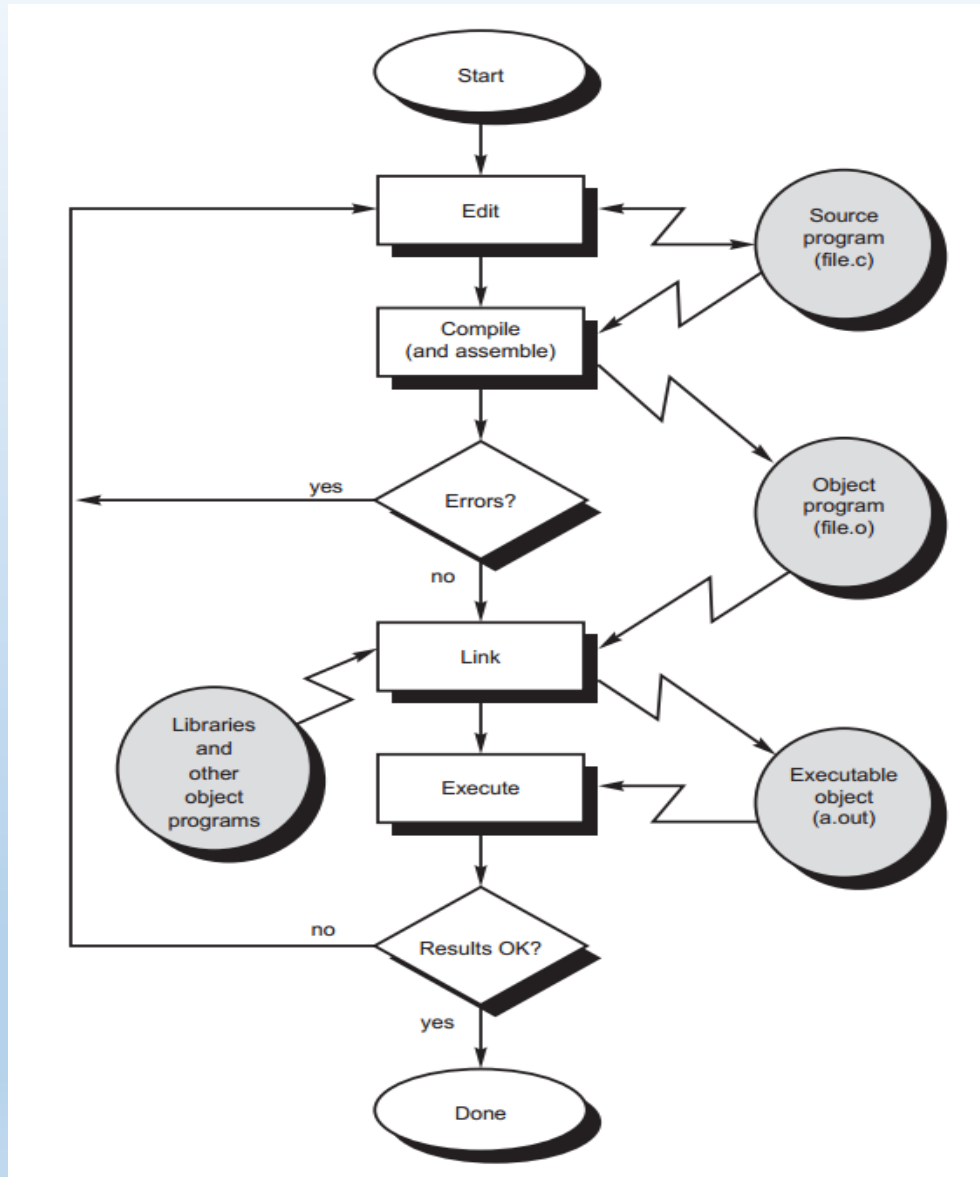 Start
Edit
Source
program
(file.c)
Compile
(and assemble)
yes
Errors?
Object
program
(file.o)
no
Link
Libraries
and
other
object
programs
Execute
Executable
object
(a.out)
no
Results OK?
yes
Done